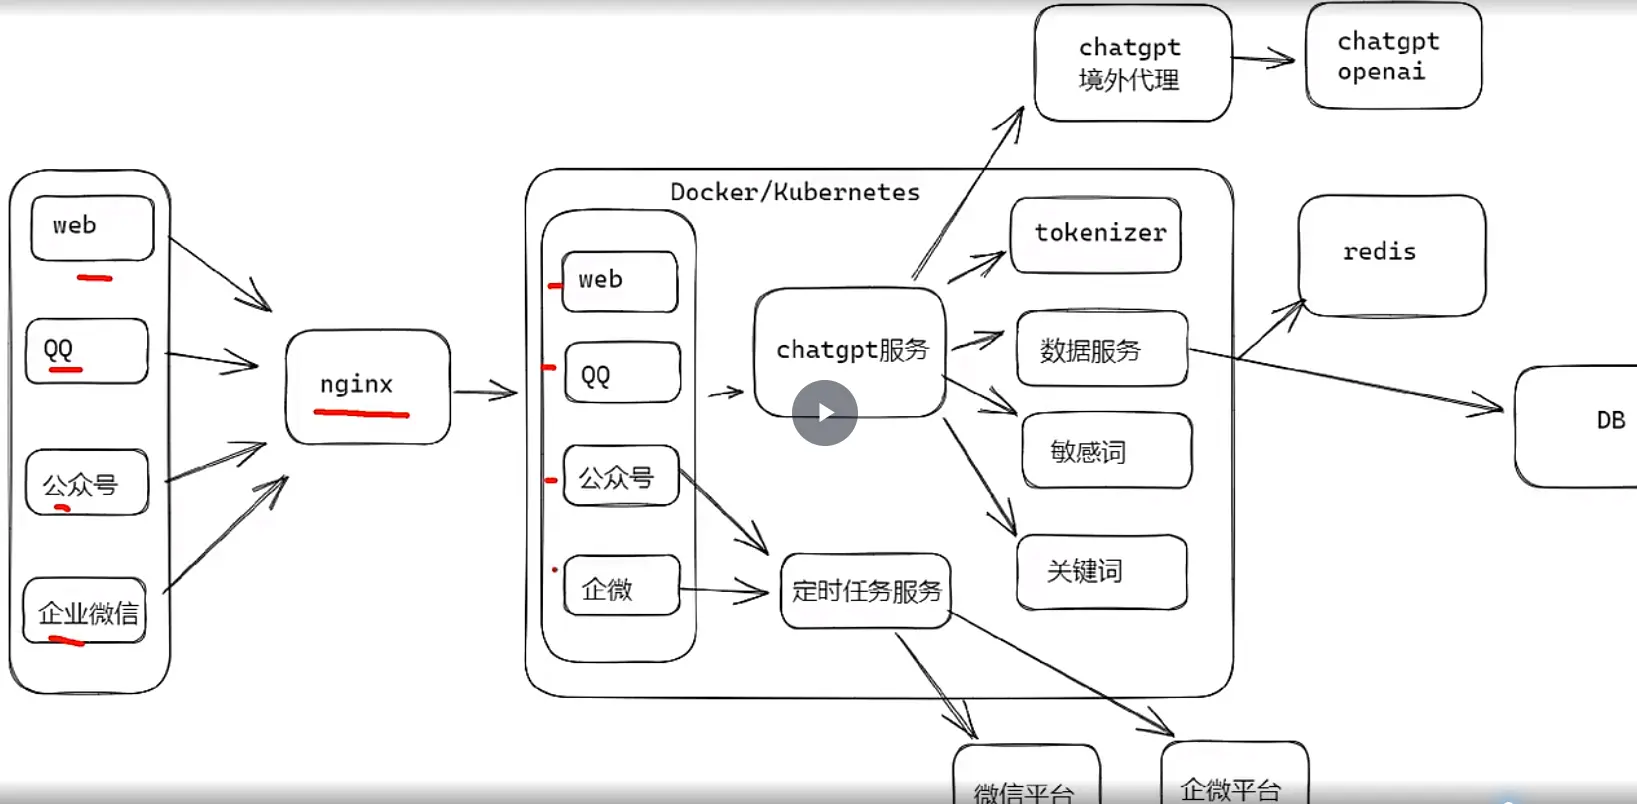 chatgpt
境外代理
chatgpt
openai
Docker/Kubernetes
web
QQ
公众号
企业微信
nginx
web
QQ
公众号
企微
chatgpt服务
定时任务服务
tokenizer
数据服务
敏感词
关键词
redis
DB
微信平台
企微平台